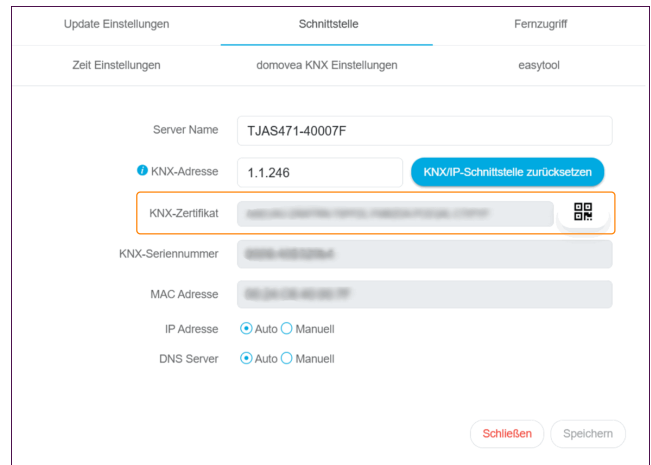 Update Einstellungen Schnittstelle Fernzugriff
Zeit Einstellungen domovea KNX Einstellungen easytool
Server Name TJAS471-40007F
KNX-Adresse 1.1.246 KNX/IP-Schnittstelle zurücksetzen
KNX-Zertifikat
KNX-Seriennummer
MAC Adresse
IP Adresse Auto Manuell
DNS Server Auto Manuell
Schließen Speichern